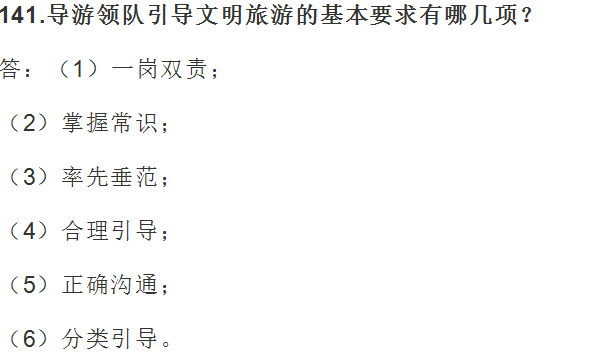 141.导游领队引导文明旅游的基本要求有哪几项？
答：（1）一岗双责；
（2）掌握常识；
（3）率先垂范；
（4）合理引导；
（5）正确沟通；
（6）分类引导。